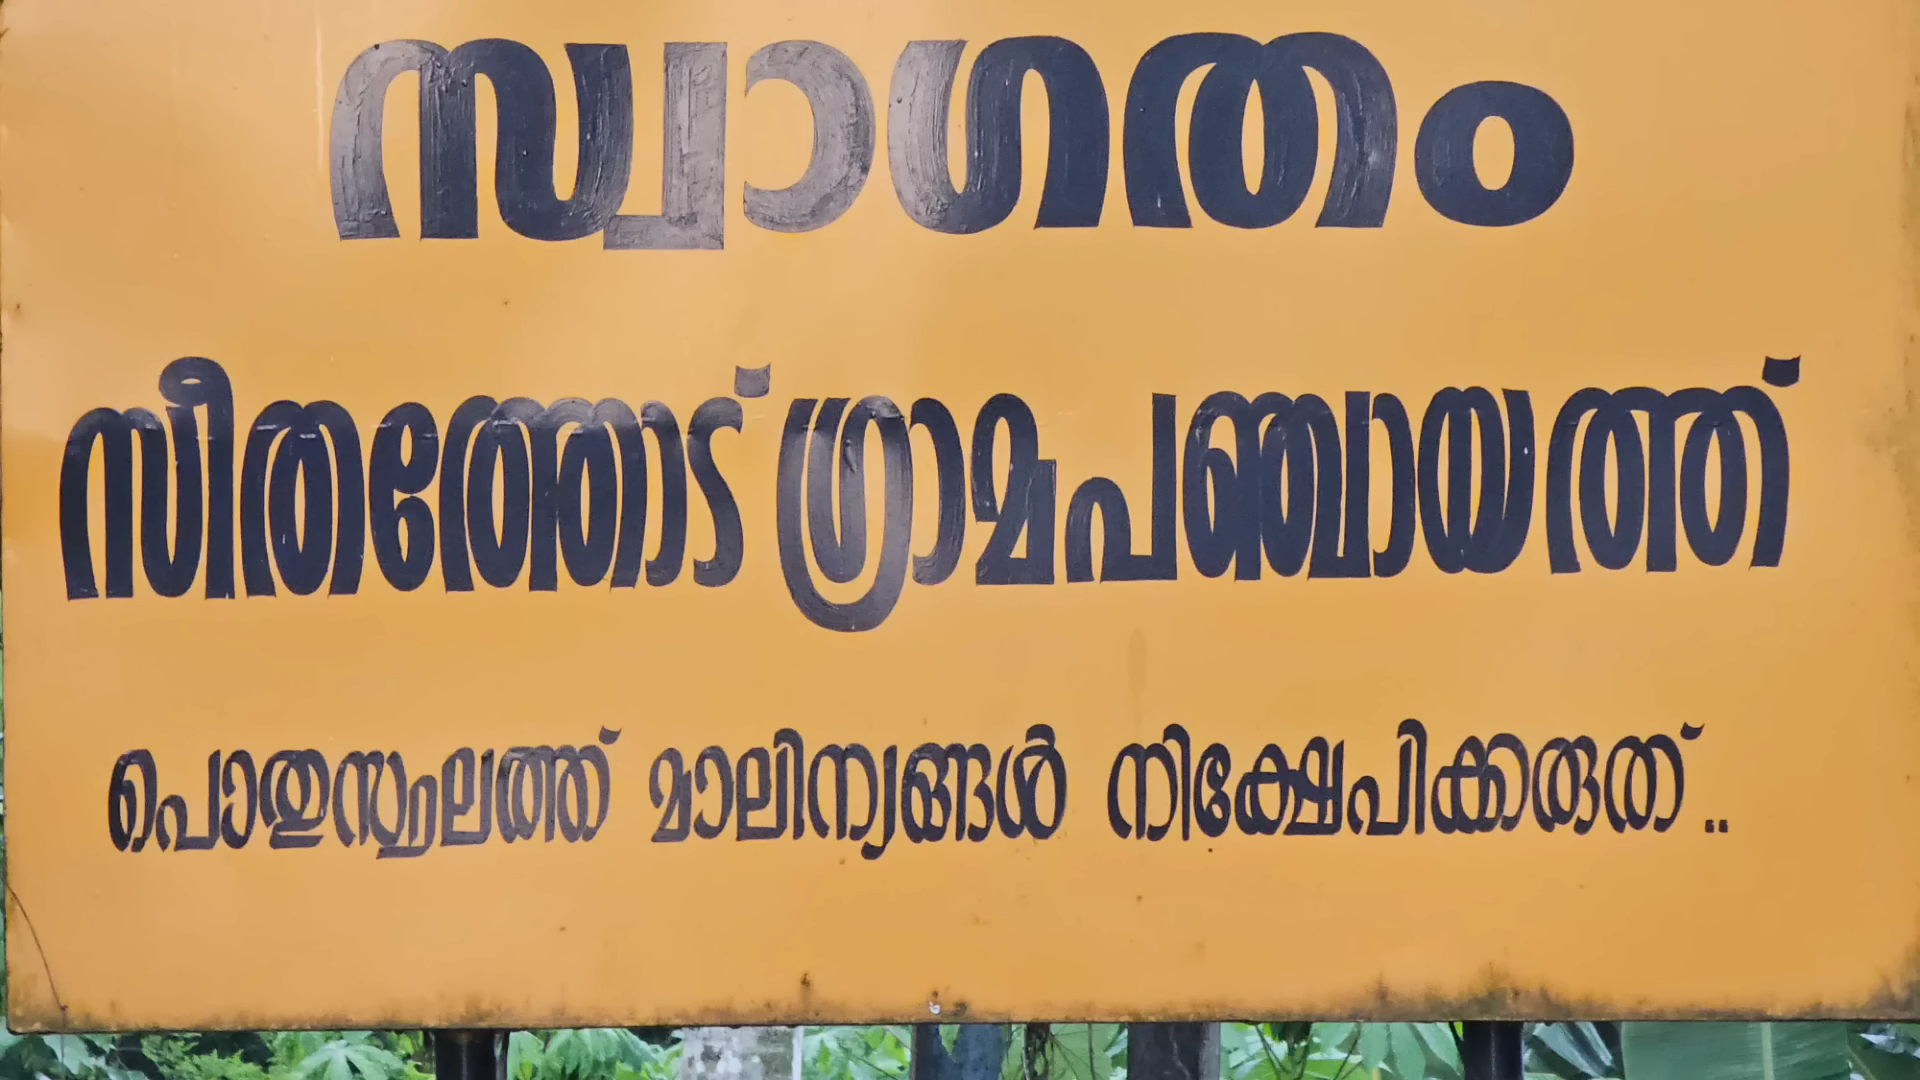 സ്വാഗതം
സീതത്തോട് ഗ്രാമപഞ്ചായത്ത്
പൊതുസ്ഥലത്ത് മാലിന്യങ്ങൾ നിക്ഷേപിക്കരുത്..